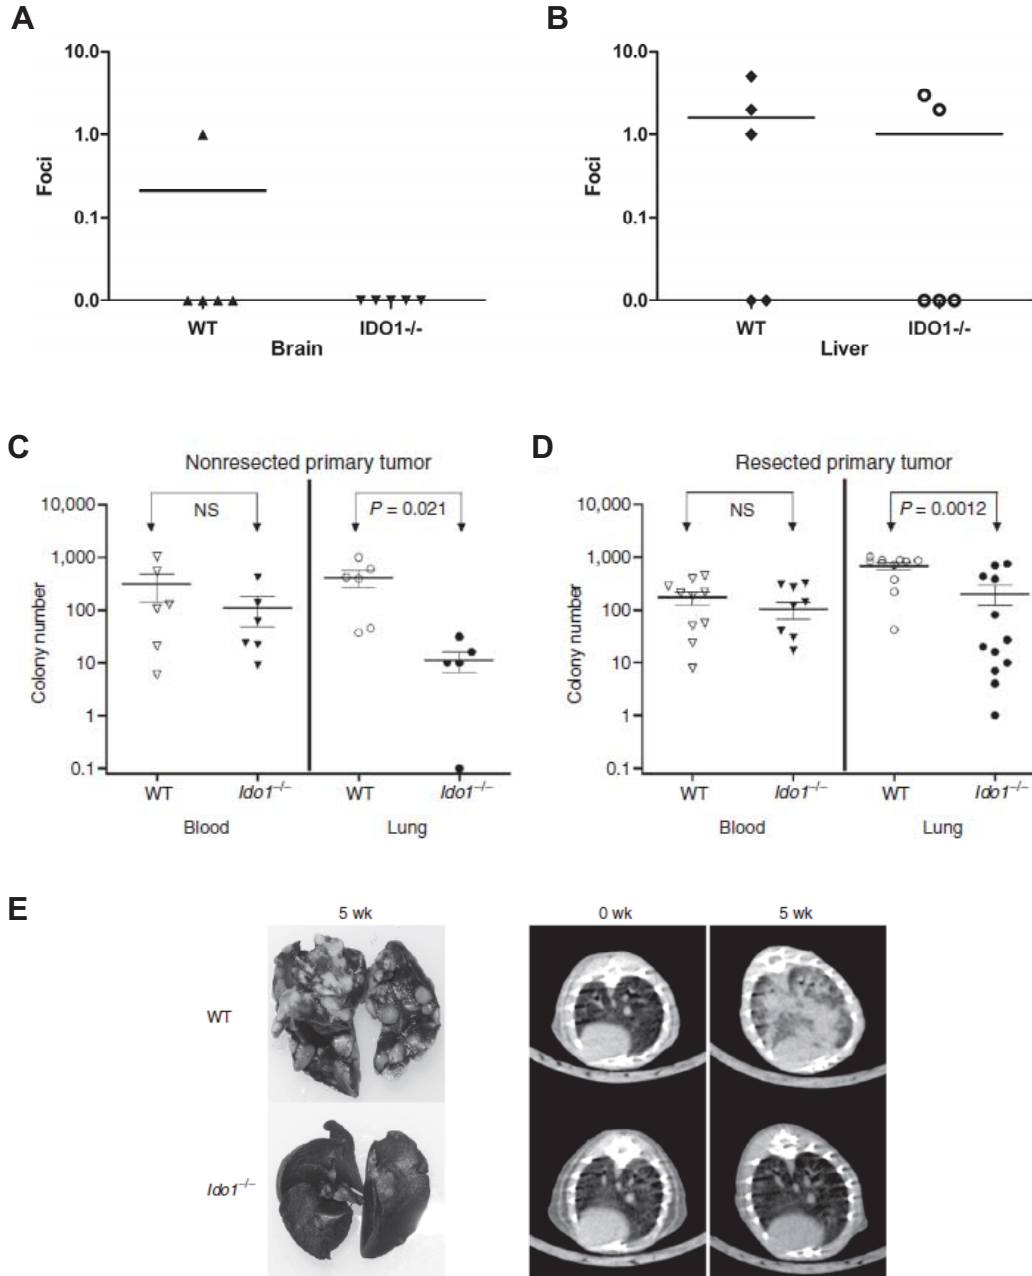 A
10.0
1.0
0.1
0.0
Foci
WT
IDO1-/-
Brain
B
10.0
1.0
0.1
0.0
Foci
WT
IDO1-/-
Liver
C
Nonresected primary tumor
10,000
1,000
100
10
1
0.1
Colony number
NS
P = 0.021
WT
Ido1–/–
WT
Ido1–/–
Blood
Lung
D
Resected primary tumor
10,000
1,000
100
10
1
0.1
Colony number
NS
P = 0.0012
WT
Ido1–/–
WT
Ido1–/–
Blood
Lung
E
5 wk
0 wk
5 wk
WT
Ido1–/–